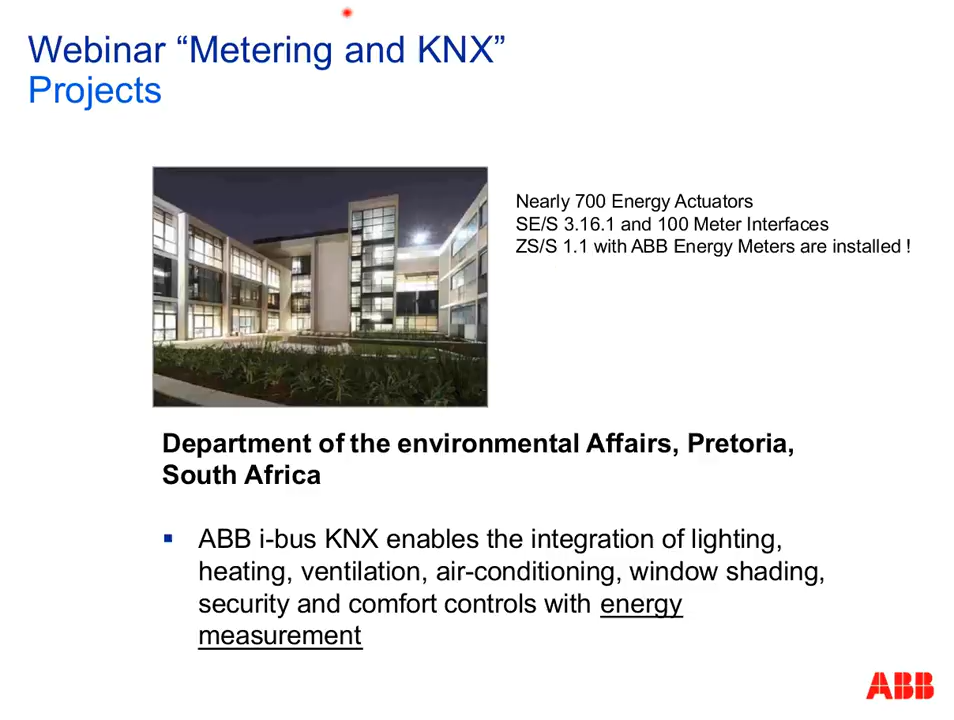 Webinar “Metering and KNX”
Projects
Nearly 700 Energy Actuators
SE/S 3.16.1 and 100 Meter Interfaces
ZS/S 1.1 with ABB Energy Meters are installed !
Department of the environmental Affairs, Pretoria,
South Africa
▪ ABB i-bus KNX enables the integration of lighting,
heating, ventilation, air-conditioning, window shading,
security and comfort controls with energy
measurement
ABB